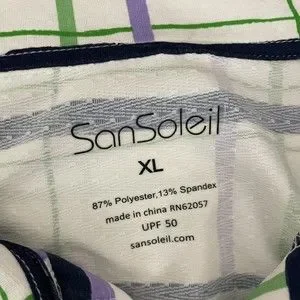 SanSoleil
XL
87% Polyester,13% Spandex
made in china RN62057
UPF 50
sansoleil.com